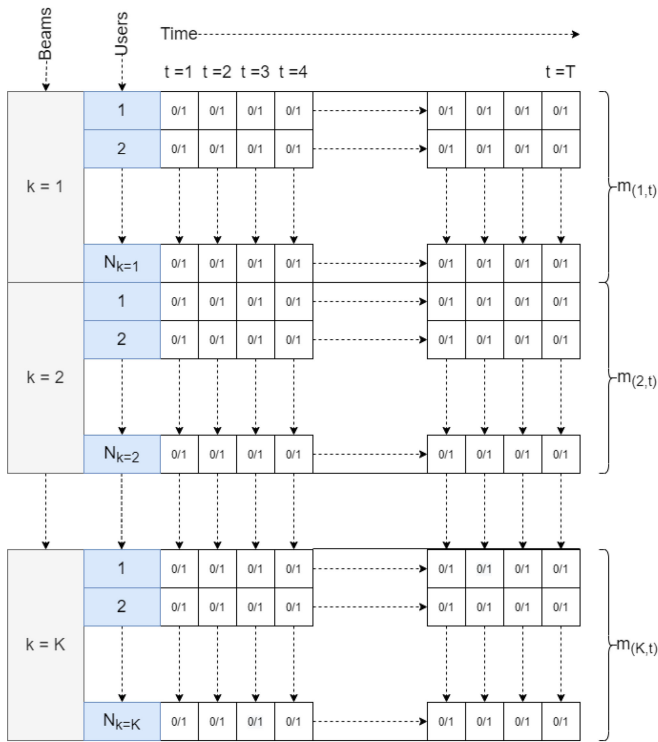 Beams
Users
Time
t =1 t =2 t =3 t =4 t =T
1 0/1 0/1 0/1 0/1 0/1 0/1 0/1 0/1
2 0/1 0/1 0/1 0/1 0/1 0/1 0/1 0/1
k = 1 m(1,t)
Nk=1 0/1 0/1 0/1 0/1 0/1 0/1 0/1 0/1
1 0/1 0/1 0/1 0/1 0/1 0/1 0/1 0/1
2 0/1 0/1 0/1 0/1 0/1 0/1 0/1 0/1
k = 2 m(2,t)
Nk=2 0/1 0/1 0/1 0/1 0/1 0/1 0/1 0/1
1 0/1 0/1 0/1 0/1 0/1 0/1 0/1 0/1
2 0/1 0/1 0/1 0/1 0/1 0/1 0/1 0/1
k = K m(K,t)
Nk=K 0/1 0/1 0/1 0/1 0/1 0/1 0/1 0/1